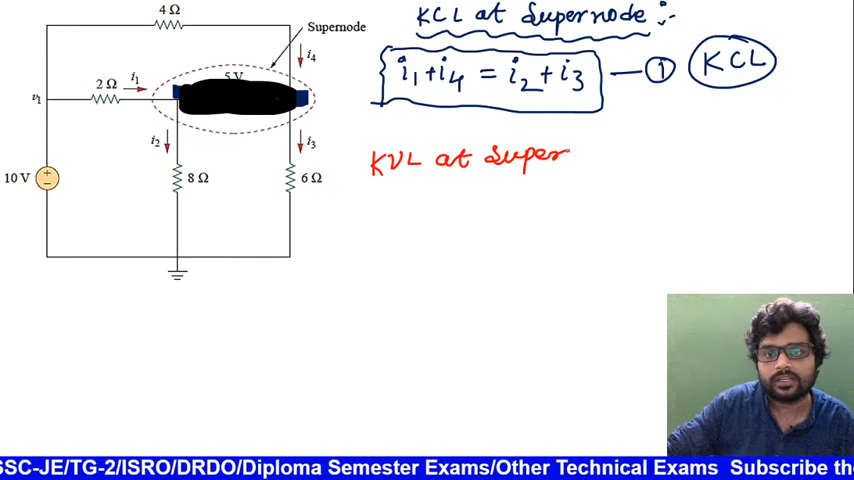 4 Ω
Supernode
i4
5 V
2 Ω
i1
v1
i2
i3
10 V
8 Ω
6 Ω
KCL at Supernode :-
i1+i4 = i2+i3 — 1
KCL
KVL at Super
SSC-JE/TG-2/ISRO/DRDO/Diploma Semester Exams/Other Technical Exams Subscribe the